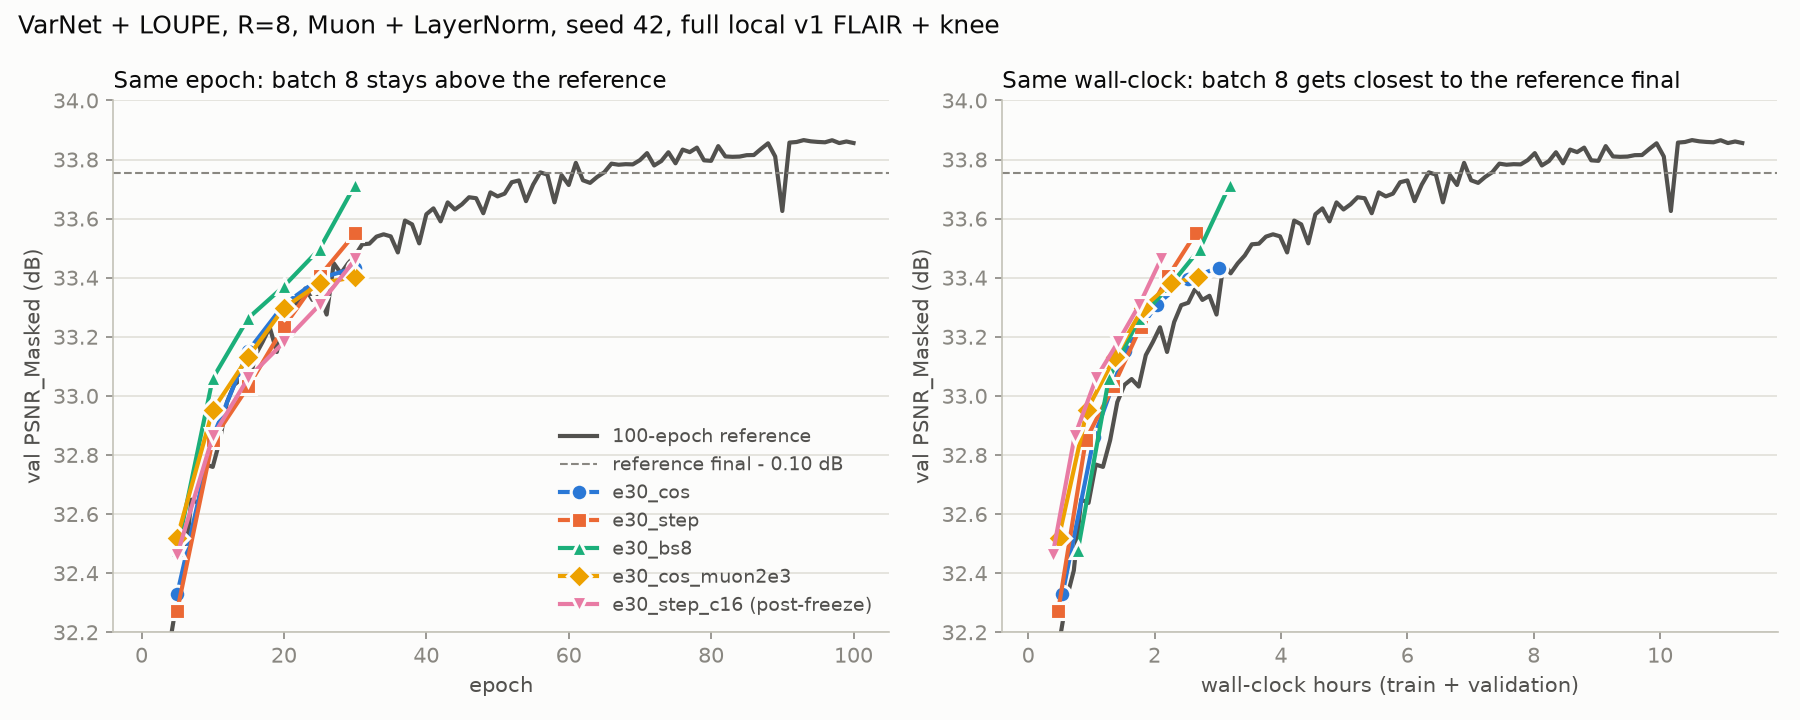 VarNet + LOUPE, R=8, Muon + LayerNorm, seed 42, full local v1 FLAIR + knee
Same epoch: batch 8 stays above the reference
34.0
33.8
33.6
33.4
33.2
33.0
32.8
32.6
32.4
32.2
val PSNR_Masked (dB)
0
20
40
60
80
100
epoch
100-epoch reference
reference final - 0.10 dB
e30_cos
e30_step
e30_bs8
e30_cos_muon2e3
e30_step_c16 (post-freeze)
Same wall-clock: batch 8 gets closest to the reference final
34.0
33.8
33.6
33.4
33.2
33.0
32.8
32.6
32.4
32.2
val PSNR_Masked (dB)
0
2
4
6
8
10
wall-clock hours (train + validation)